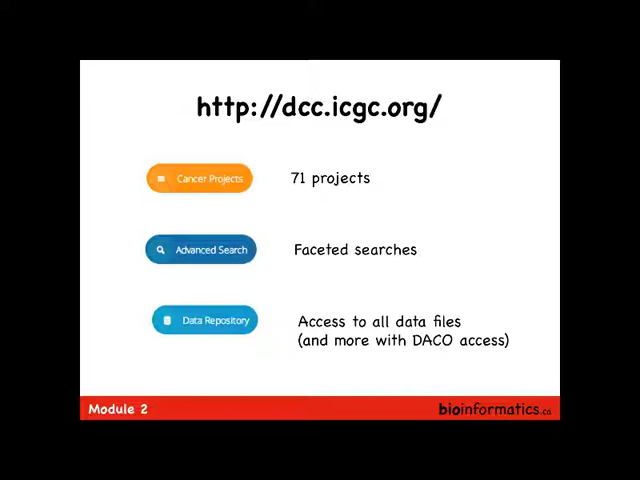 http://dcc.icgc.org/
Cancer Projects
71 projects
Advanced Search
Faceted searches
Data Repository
Access to all data files
(and more with DACO access)
Module 2
bioinformatics.ca